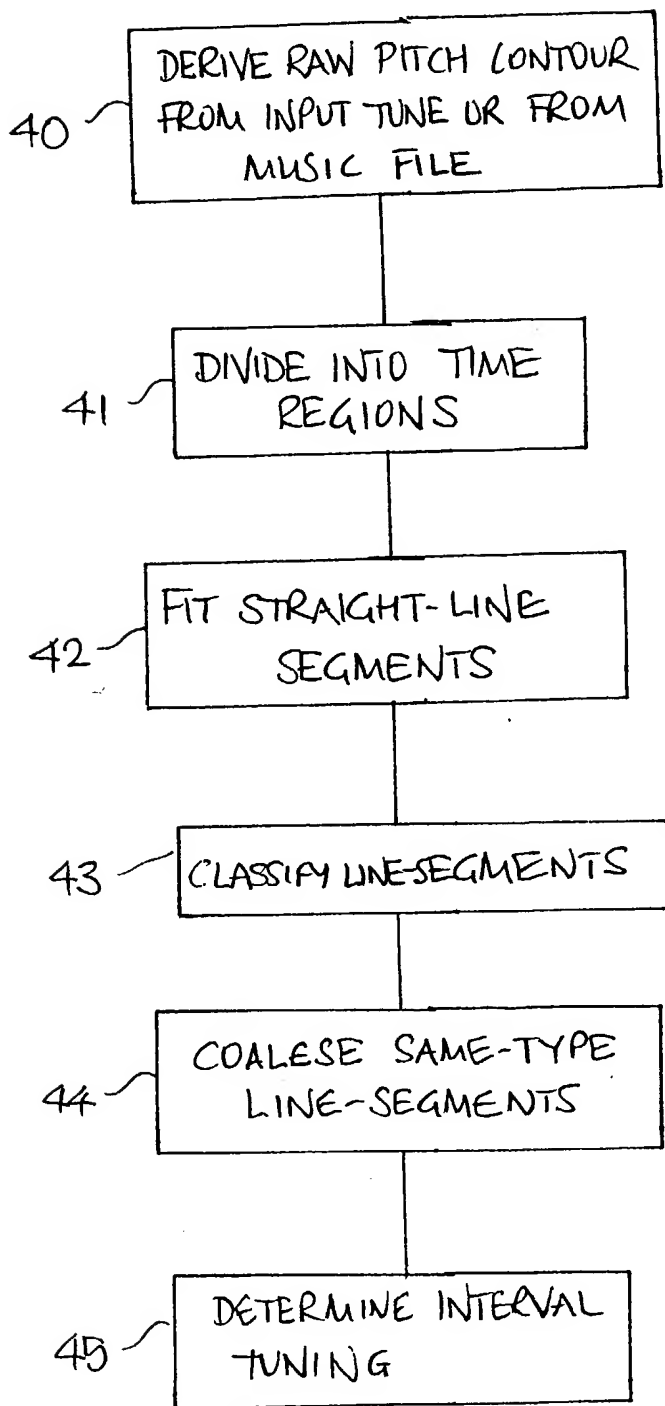 DERIVE RAW PITCH CONTOUR
40
FROM INPUT TUNE OR FROM
MUSIC FILE
DIVIDE INTO TIME
41
REGIONS
FIT STRAIGHT-LINE
42
SEGMENTS
43
CLASSIFY LINE-SEGMENTS
COALESE SAME-TYPE
44
LINE-SEGMENTS
DETERMINE INTERVAL
45
TUNING